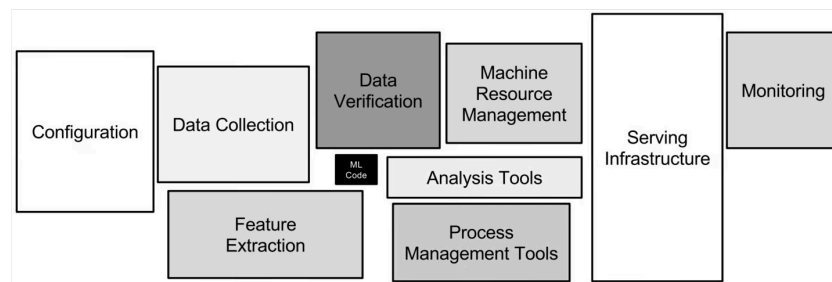 Configuration
Data Collection
Feature
Extraction
Data
Verification
ML
Code
Machine
Resource
Management
Analysis Tools
Process
Management Tools
Serving
Infrastructure
Monitoring